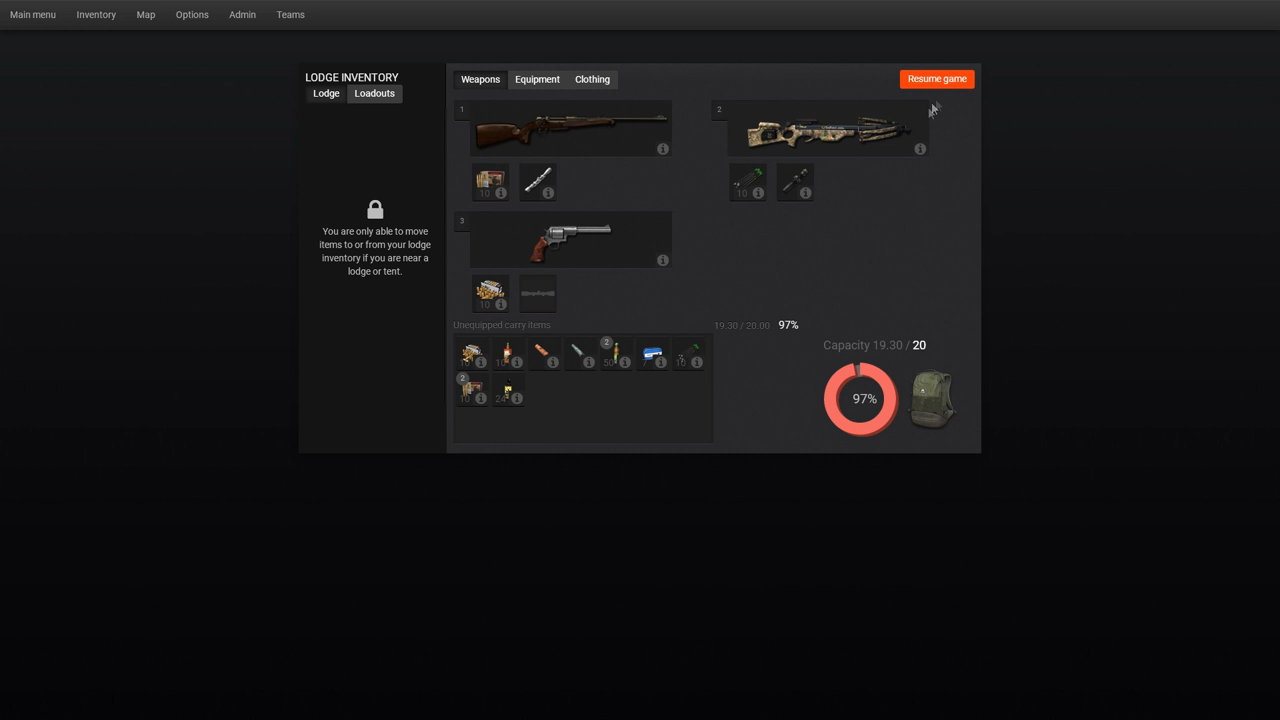 Main menu Inventory Map Options Admin Teams
LODGE INVENTORY
Lodge Loadouts
You are only able to move
items to or from your lodge
inventory if you are near a
lodge or tent.
Weapons Equipment Clothing
Resume game
1
2
10
10
3
10
Unequipped carry items
19.30 / 20.00 97%
10 10 2 50 10
2 10 24
Capacity 19.30 / 20
97%